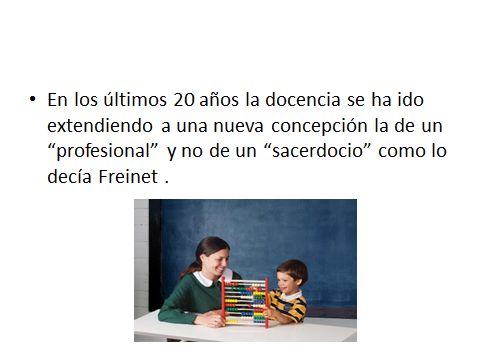 • En los últimos 20 años la docencia se ha ido
extendiendo a una nueva concepción la de un
“profesional” y no de un “sacerdocio” como lo
decía Freinet .